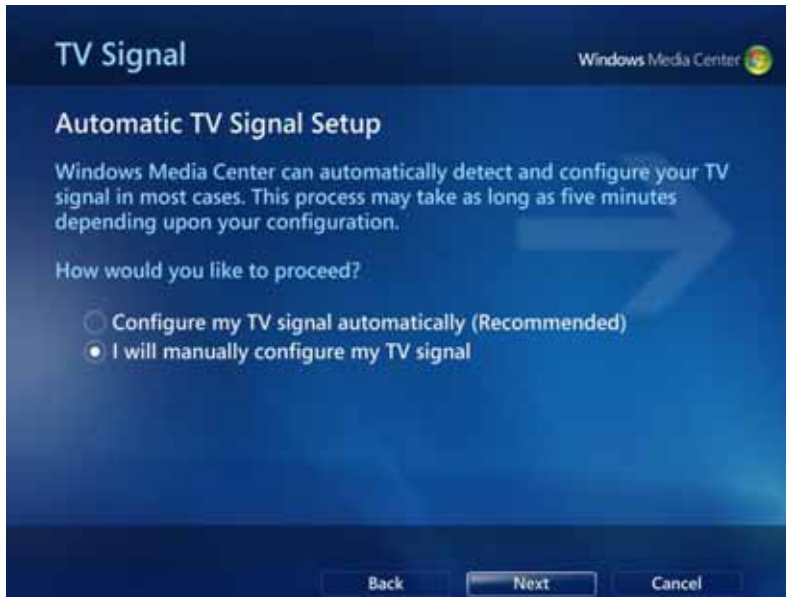 TV Signal
Windows Media Center
Automatic TV Signal Setup
Windows Media Center can automatically detect and configure your TV
signal in most cases. This process may take as long as five minutes
depending upon your configuration.
How would you like to proceed?
Configure my TV signal automatically (Recommended)
I will manually configure my TV signal
Back Next Cancel